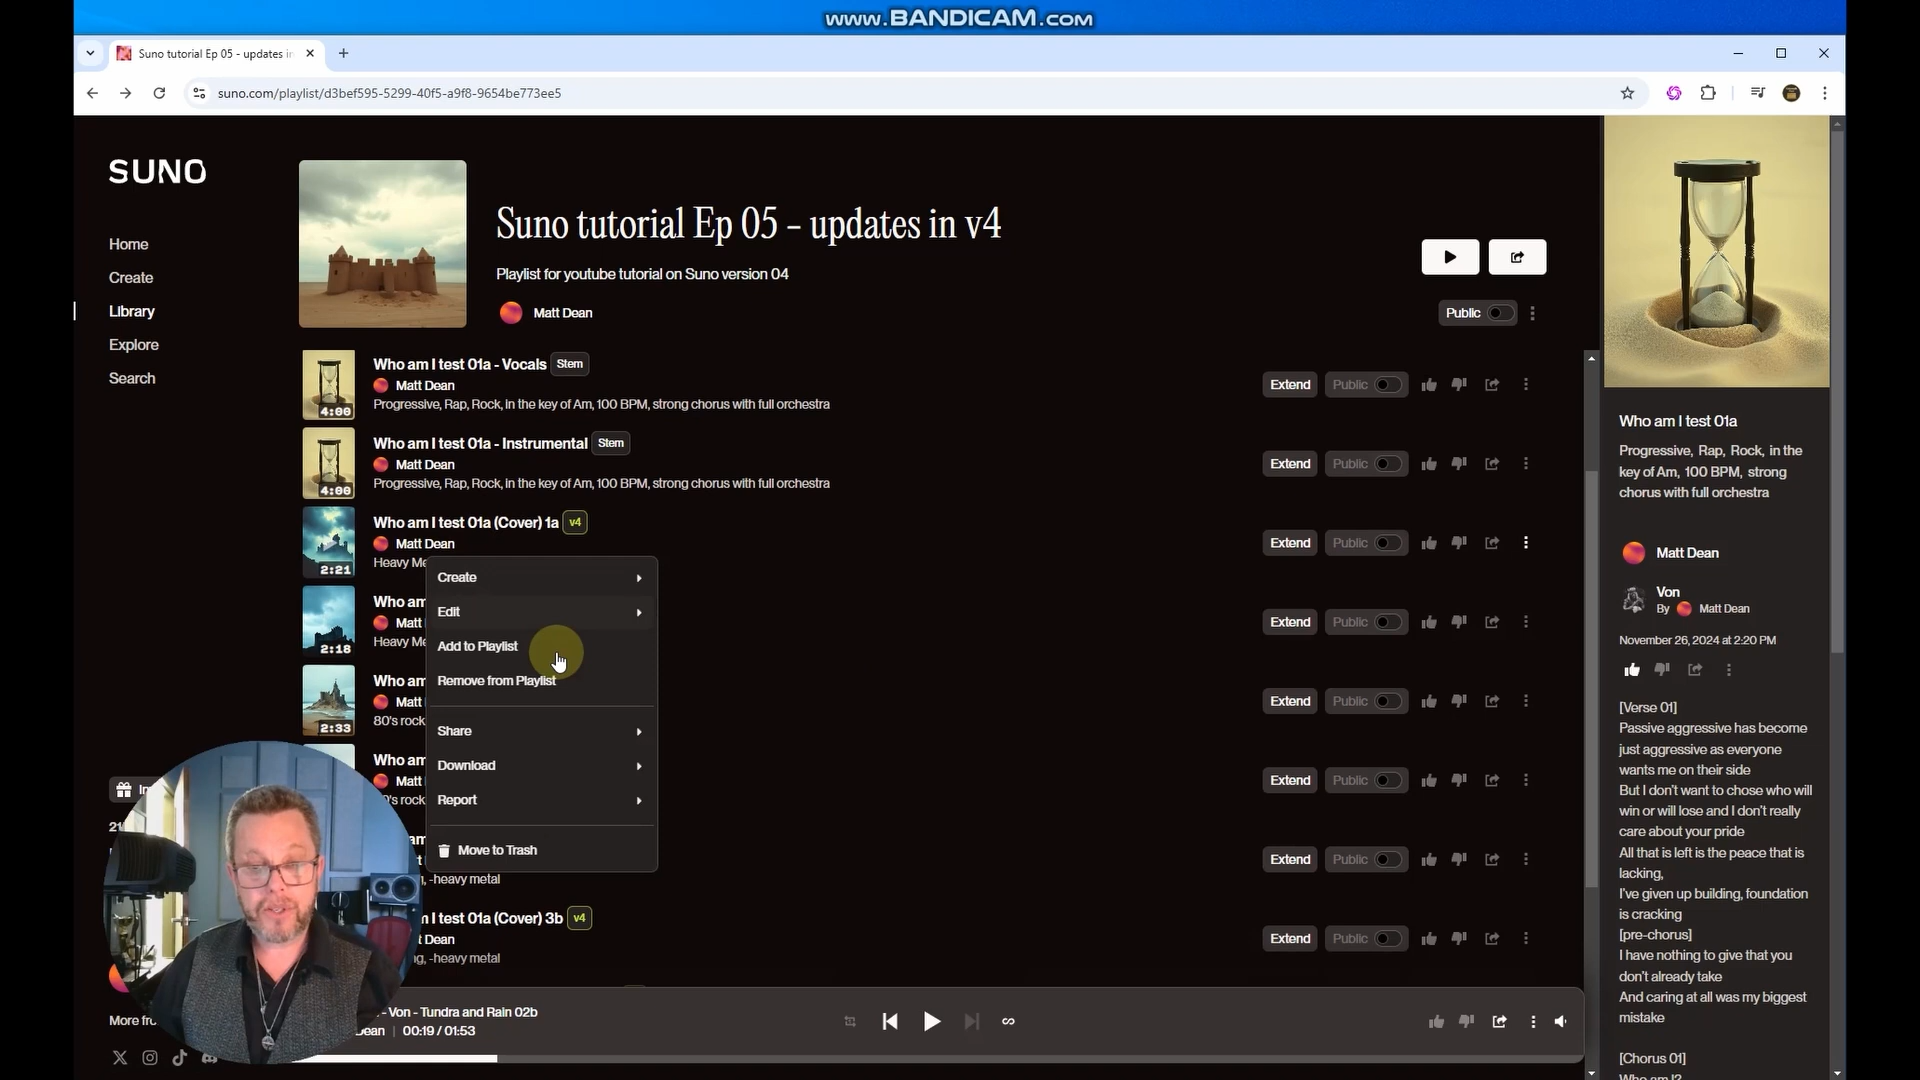 www.BANDICAM.com
Suno tutorial Ep 05 - updates in
suno.com/playlist/d3bef595-5299-40f5-a9f8-9654be773ee5
SUNO
Home
Create
Library
Explore
Search
Suno tutorial Ep 05 - updates in v4
Playlist for youtube tutorial on Suno version 04
Matt Dean
Public
Who am I test 01a - Vocals Stem
Matt Dean
Progressive, Rap, Rock, in the key of Am, 100 BPM, strong chorus with full orchestra
4:00
Extend Public
Who am I test 01a - Instrumental Stem
Matt Dean
Progressive, Rap, Rock, in the key of Am, 100 BPM, strong chorus with full orchestra
4:00
Extend Public
Who am I test 01a (Cover) 1a v4
Matt Dean
Heavy Me
2:21
Extend Public
Who am
Matt
Heavy Me
2:18
Extend Public
Who am
Matt
80's rock
2:33
Extend Public
Who am
Matt
's rock
Extend Public
-heavy metal
Extend Public
I test 01a (Cover) 3b v4
t Dean
g, -heavy metal
Extend Public
Create
Edit
Add to Playlist
Remove from Playlist
Share
Download
Report
Move to Trash
More fro
- Von - Tundra and Rain 02b
Dean | 00:19 / 01:53
Who am I test 01a
Progressive, Rap, Rock, in the
key of Am, 100 BPM, strong
chorus with full orchestra
Matt Dean
Von
By Matt Dean
November 26, 2024 at 2:20 PM
[Verse 01]
Passive aggressive has become
just aggressive as everyone
wants me on their side
But I don't want to chose who will
win or will lose and I don't really
care about your pride
All that is left is the peace that is
lacking,
I've given up building, foundation
is cracking
[pre-chorus]
I have nothing to give that you
don't already take
And caring at all was my biggest
mistake
[Chorus 01]
Who am I?